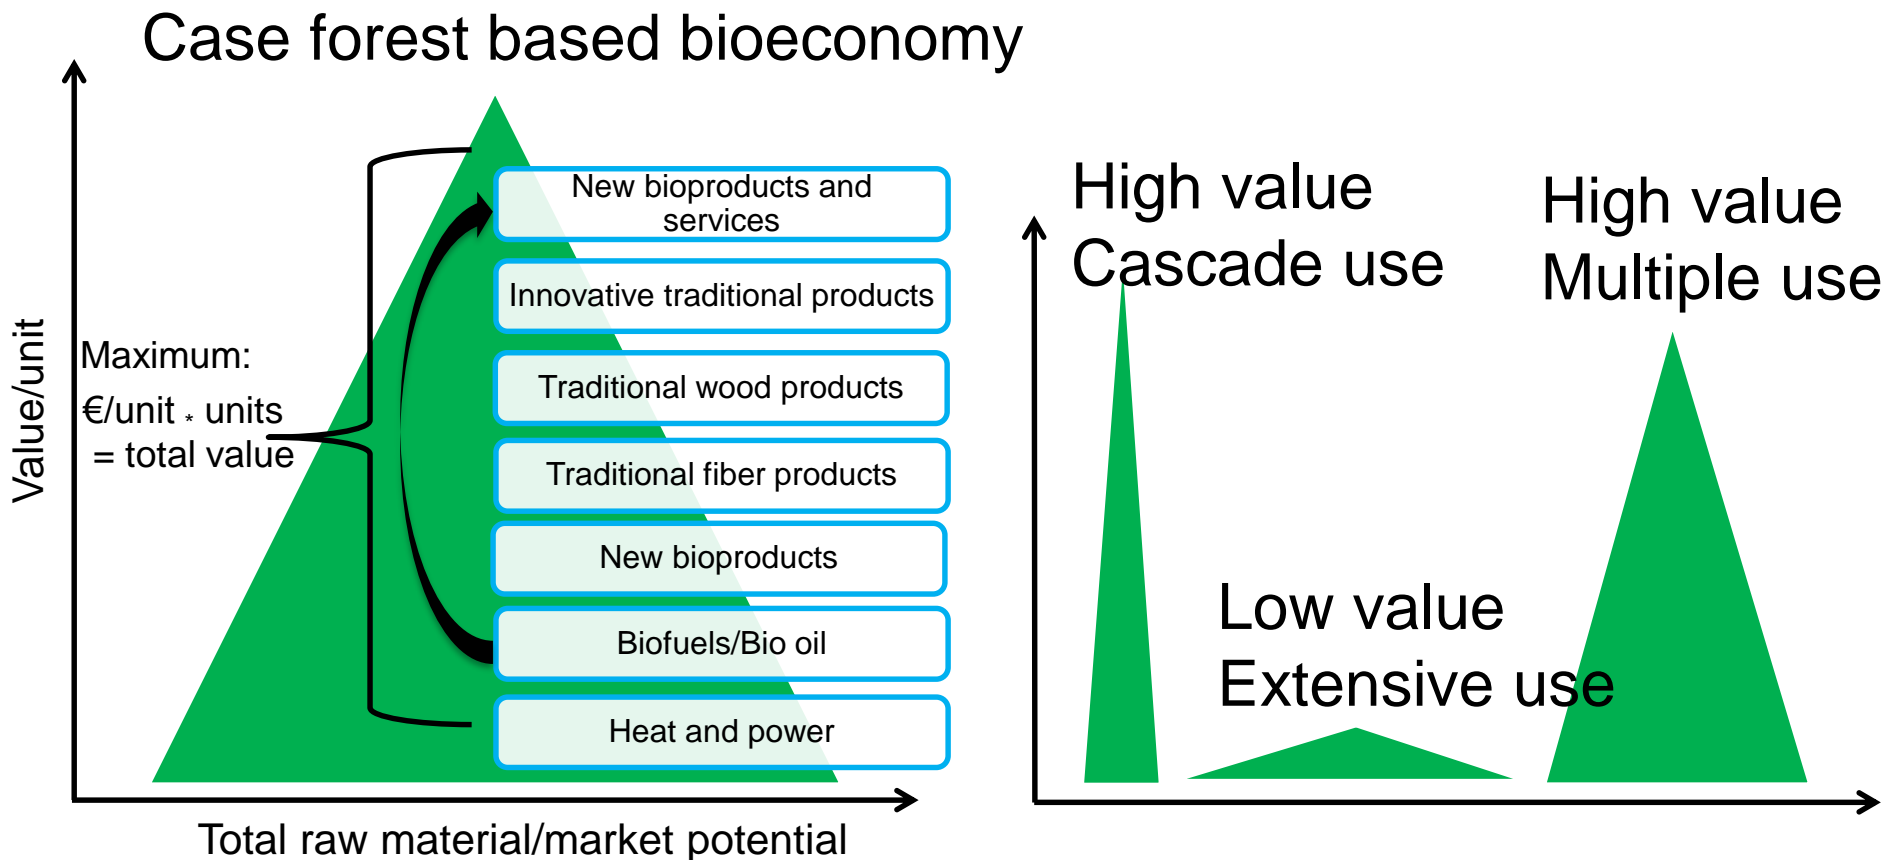 Case forest based bioeconomy
Value/unit
Maximum:
€/unit * units
= total value
New bioproducts and
services
Innovative traditional products
Traditional wood products
Traditional fiber products
New bioproducts
Biofuels/Bio oil
Heat and power
Total raw material/market potential
High value
Cascade use
Low value
Extensive use
High value
Multiple use